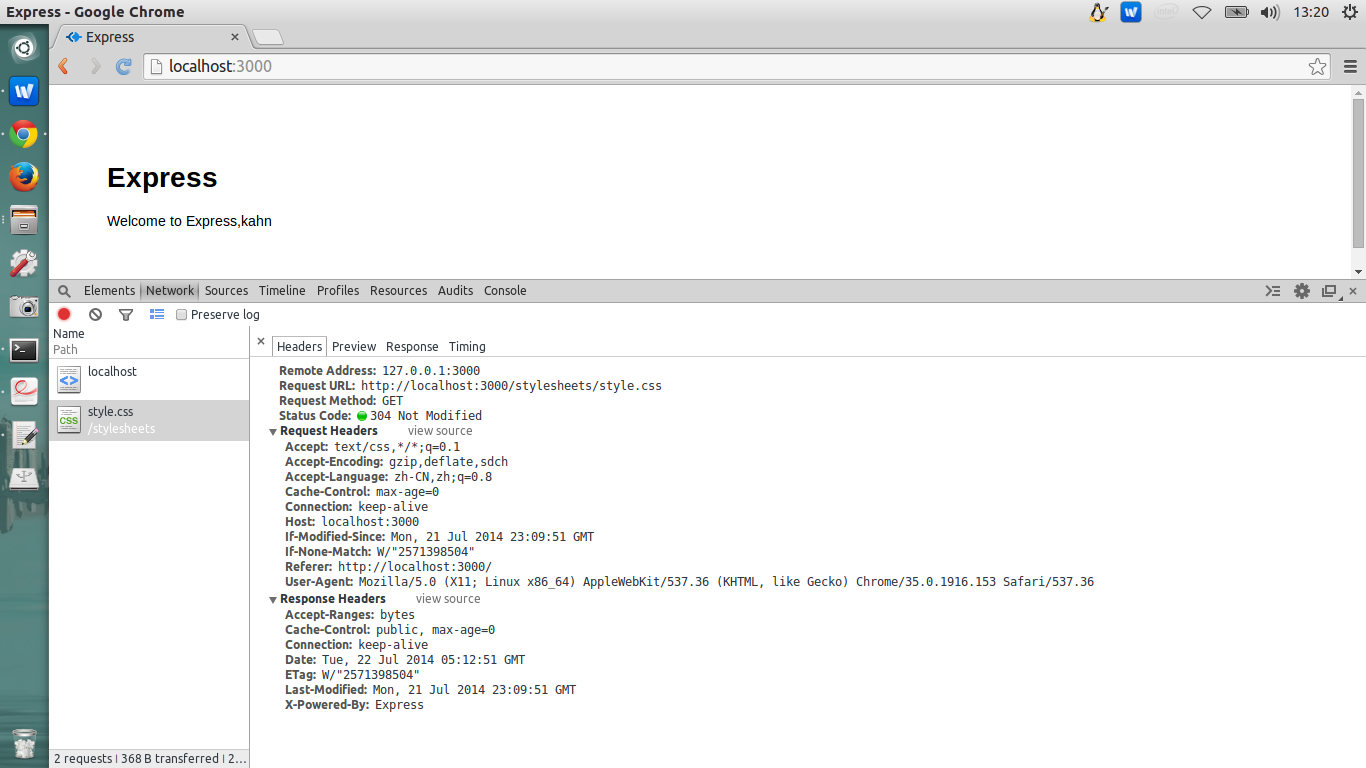 Express - Google Chrome
13:20
Express
localhost:3000
Express
Welcome to Express,kahn
Elements Network Sources Timeline Profiles Resources Audits Console
Preserve log
Name
Path
localhost
style.css
/stylesheets
Headers Preview Response Timing
Remote Address: 127.0.0.1:3000
Request URL: http://localhost:3000/stylesheets/style.css
Request Method: GET
Status Code: 304 Not Modified
Request Headers view source
Accept: text/css,*/*;q=0.1
Accept-Encoding: gzip,deflate,sdch
Accept-Language: zh-CN,zh;q=0.8
Cache-Control: max-age=0
Connection: keep-alive
Host: localhost:3000
If-Modified-Since: Mon, 21 Jul 2014 23:09:51 GMT
If-None-Match: W/"2571398504"
Referer: http://localhost:3000/
User-Agent: Mozilla/5.0 (X11; Linux x86_64) AppleWebKit/537.36 (KHTML, like Gecko) Chrome/35.0.1916.153 Safari/537.36
Response Headers view source
Accept-Ranges: bytes
Cache-Control: public, max-age=0
Connection: keep-alive
Date: Tue, 22 Jul 2014 05:12:51 GMT
ETag: W/"2571398504"
Last-Modified: Mon, 21 Jul 2014 23:09:51 GMT
X-Powered-By: Express
2 requests | 368 B transferred | 2…